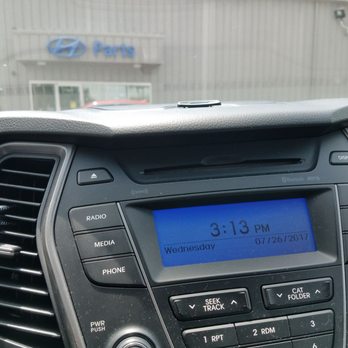 Parts
DISP
RADIO
3:13 PM
Wednesday 07/26/2017
MEDIA
PHONE
SEEK TRACK
CAT FOLDER
PWR PUSH
1 RPT
2 RDM
3